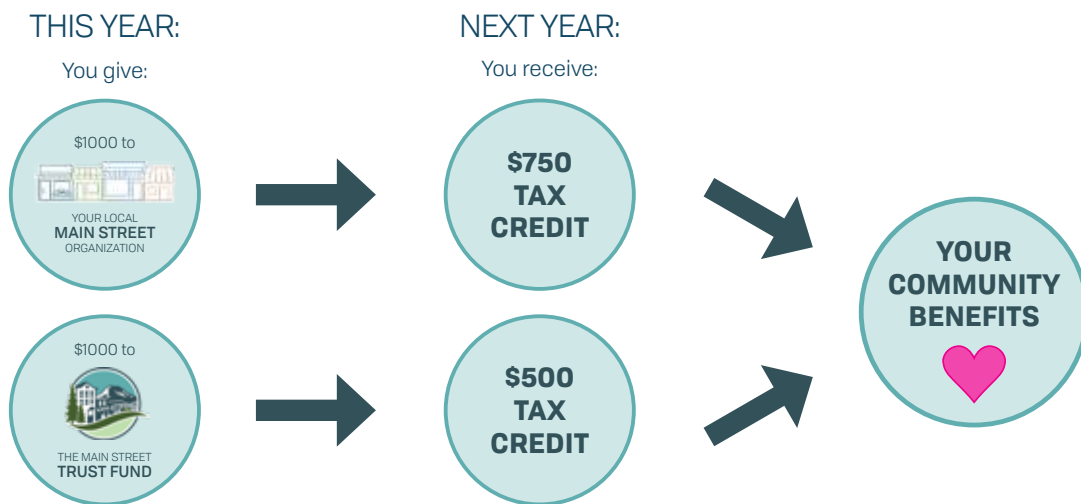 THIS YEAR:
You give:
$1000 to
YOUR LOCAL
MAIN STREET
ORGANIZATION
$1000 to
THE MAIN STREET
TRUST FUND
NEXT YEAR:
You receive:
$750
TAX
CREDIT
$500
TAX
CREDIT
YOUR
COMMUNITY
BENEFITS